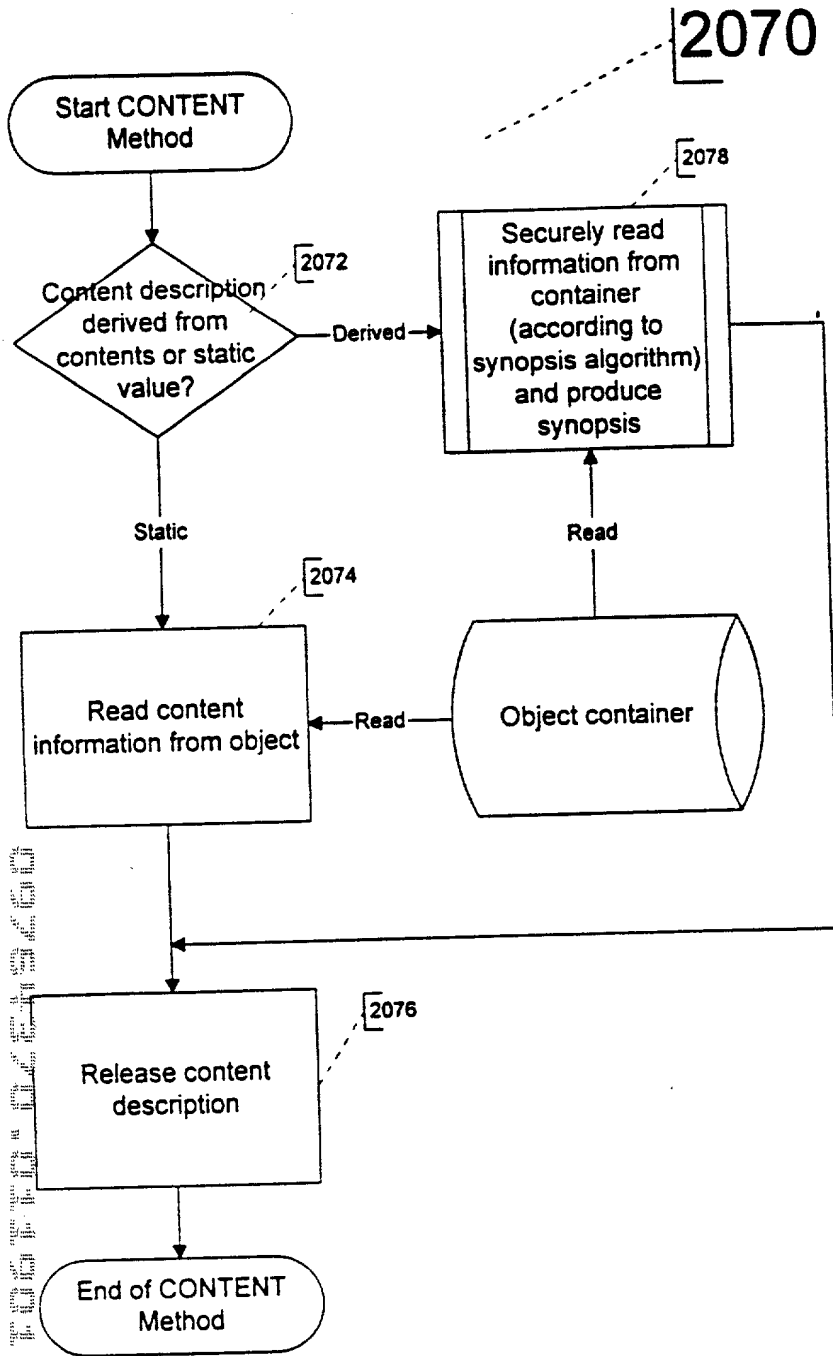 2070
Start CONTENT
Method
2078
2072
Content description
derived from
contents or static
value?
Derived
Securely read
information from
container
(according to
synopsis algorithm)
and produce
synopsis
Static
Read
2074
Read content
information from object
Read
Object container
2076
Release content
description
End of CONTENT
Method